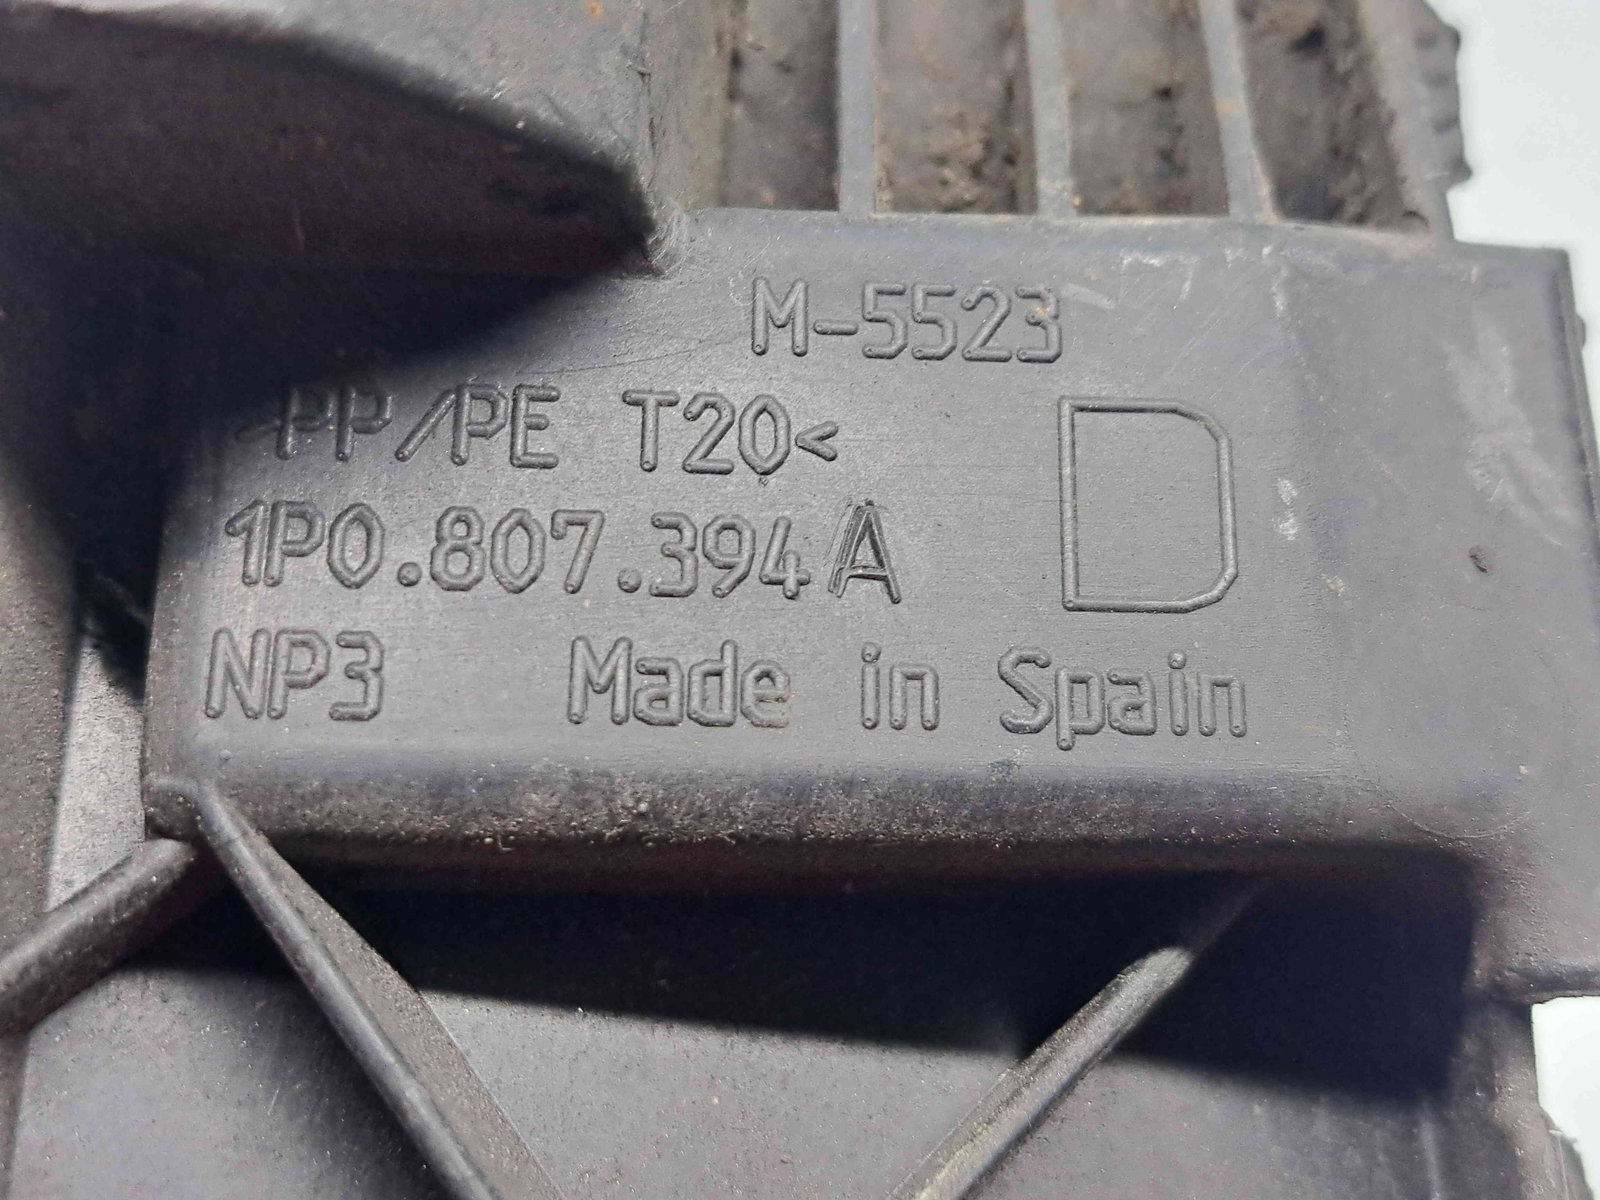 M-5523
>PP/PE T20<
D
1P0.807.394 A
NP3 Made in Spain